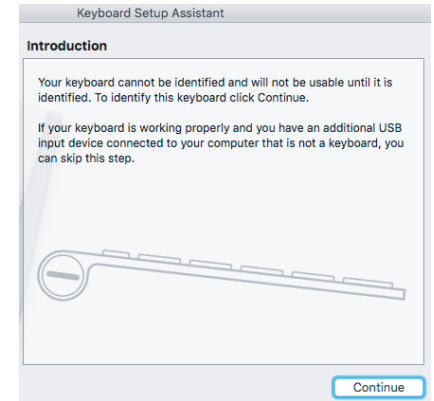 Keyboard Setup Assistant
Introduction
Your keyboard cannot be identified and will not be usable until it is
identified. To identify this keyboard click Continue.
If your keyboard is working properly and you have an additional USB
input device connected to your computer that is not a keyboard, you
can skip this step.
Continue